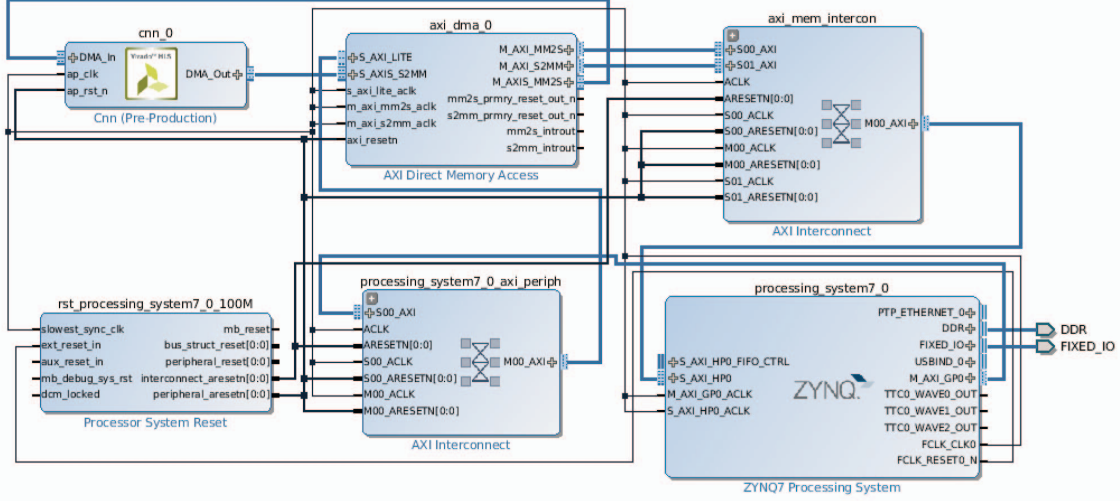 cnn_0
DMA_In
ap_clk
ap_rst_n
Vivado™ HLS
DMA_Out
Cnn (Pre-Production)
axi_dma_0
S_AXI_LITE
S_AXIS_S2MM
s_axi_lite_aclk
m_axi_mm2s_aclk
m_axi_s2mm_aclk
axi_resetn
M_AXI_MM2S
M_AXI_S2MM
M_AXIS_MM2S
mm2s_prmry_reset_out_n
s2mm_prmry_reset_out_n
mm2s_introut
s2mm_introut
AXI Direct Memory Access
axi_mem_intercon
S00_AXI
S01_AXI
ACLK
ARESETN[0:0]
S00_ACLK
S00_ARESETN[0:0]
M00_ACLK
M00_ARESETN[0:0]
S01_ACLK
S01_ARESETN[0:0]
M00_AXI
AXI Interconnect
rst_processing_system7_0_100M
slowest_sync_clk
ext_reset_in
aux_reset_in
mb_debug_sys_rst
dcm_locked
mb_reset
bus_struct_reset[0:0]
peripheral_reset[0:0]
interconnect_aresetn[0:0]
peripheral_aresetn[0:0]
Processor System Reset
processing_system7_0_axi_periph
S00_AXI
ACLK
ARESETN[0:0]
S00_ACLK
S00_ARESETN[0:0]
M00_ACLK
M00_ARESETN[0:0]
M00_AXI
AXI Interconnect
processing_system7_0
S_AXI_HP0_FIFO_CTRL
S_AXI_HP0
M_AXI_GP0_ACLK
S_AXI_HP0_ACLK
ZYNQ
PTP_ETHERNET_0
DDR
FIXED_IO
USBIND_0
M_AXI_GP0
TTC0_WAVE0_OUT
TTC0_WAVE1_OUT
TTC0_WAVE2_OUT
FCLK_CLK0
FCLK_RESET0_N
ZYNQ7 Processing System
DDR
FIXED_IO